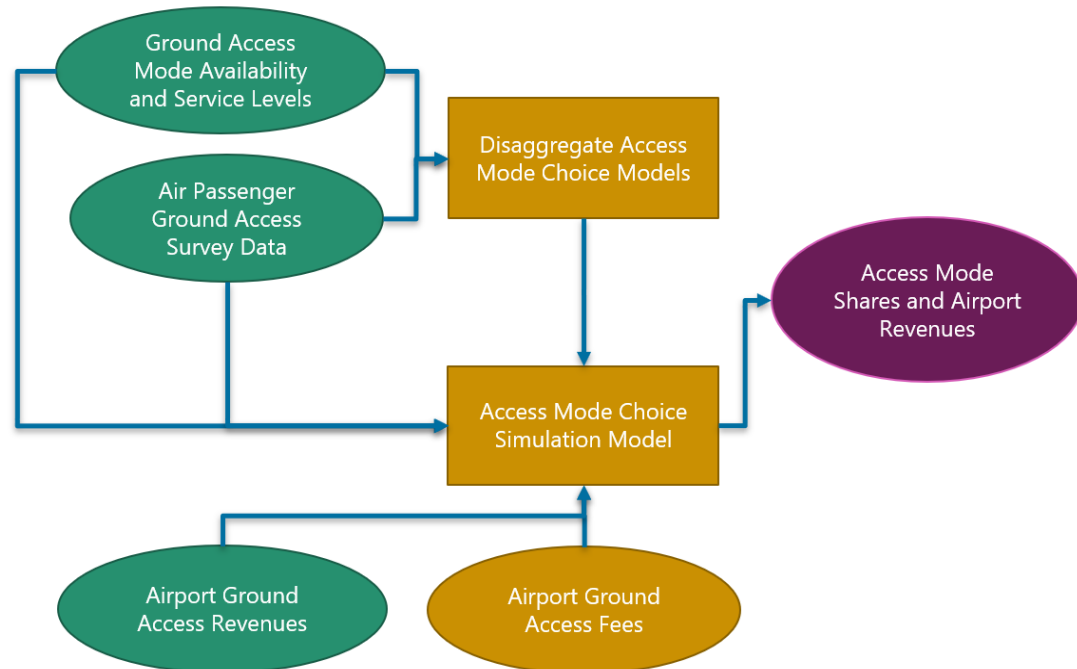 Ground Access
Mode Availability
and Service Levels
Disaggregate Access
Mode Choice Models
Air Passenger
Ground Access
Survey Data
Access Mode
Shares and Airport
Revenues
Access Mode Choice
Simulation Model
Airport Ground
Access Revenues
Airport Ground
Access Fees